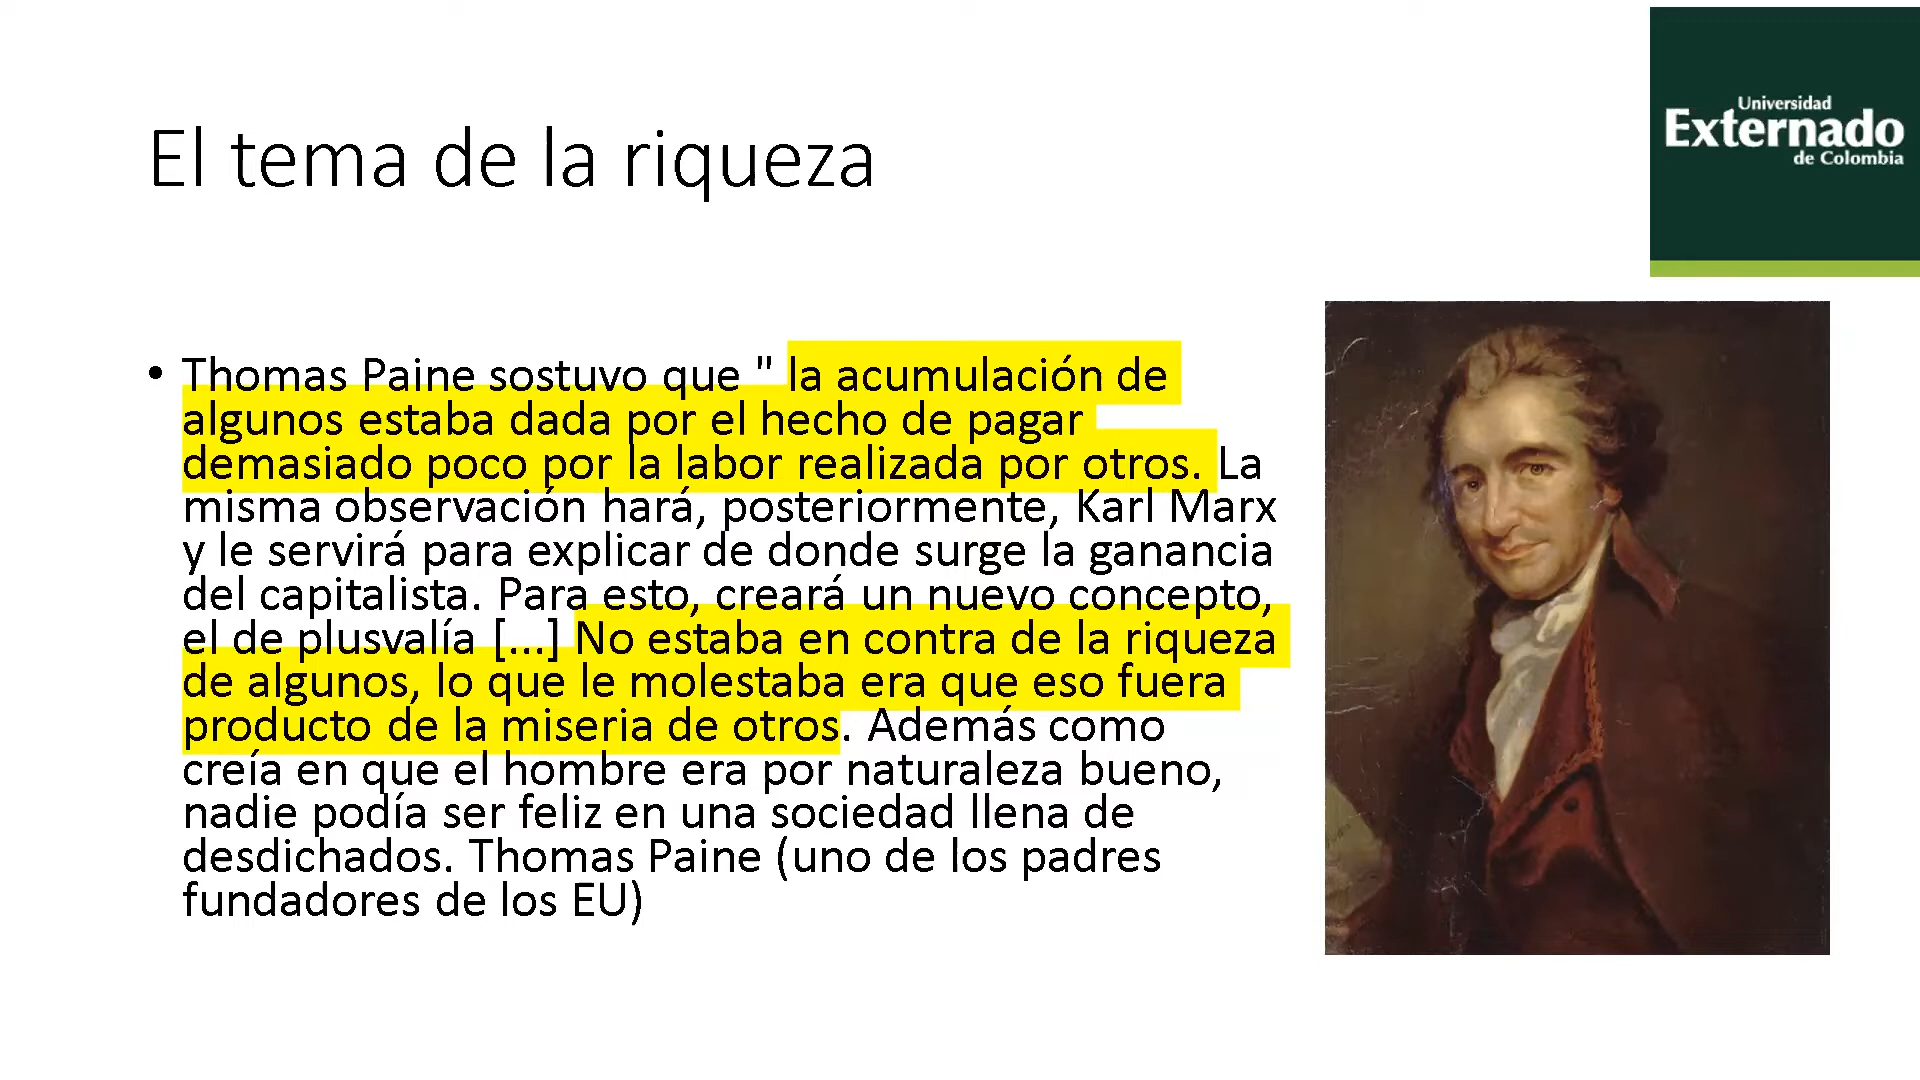 Universidad
Externado
de Colombia
El tema de la riqueza
• Thomas Paine sostuvo que " la acumulación de
algunos estaba dada por el hecho de pagar
demasiado poco por la labor realizada por otros. La
misma observación hará, posteriormente, Karl Marx
y le servirá para explicar de donde surge la ganancia
del capitalista. Para esto, creará un nuevo concepto,
el de plusvalía [...] No estaba en contra de la riqueza
de algunos, lo que le molestaba era que eso fuera
producto de la miseria de otros. Además como
creía en que el hombre era por naturaleza bueno,
nadie podía ser feliz en una sociedad llena de
desdichados. Thomas Paine (uno de los padres
fundadores de los EU)